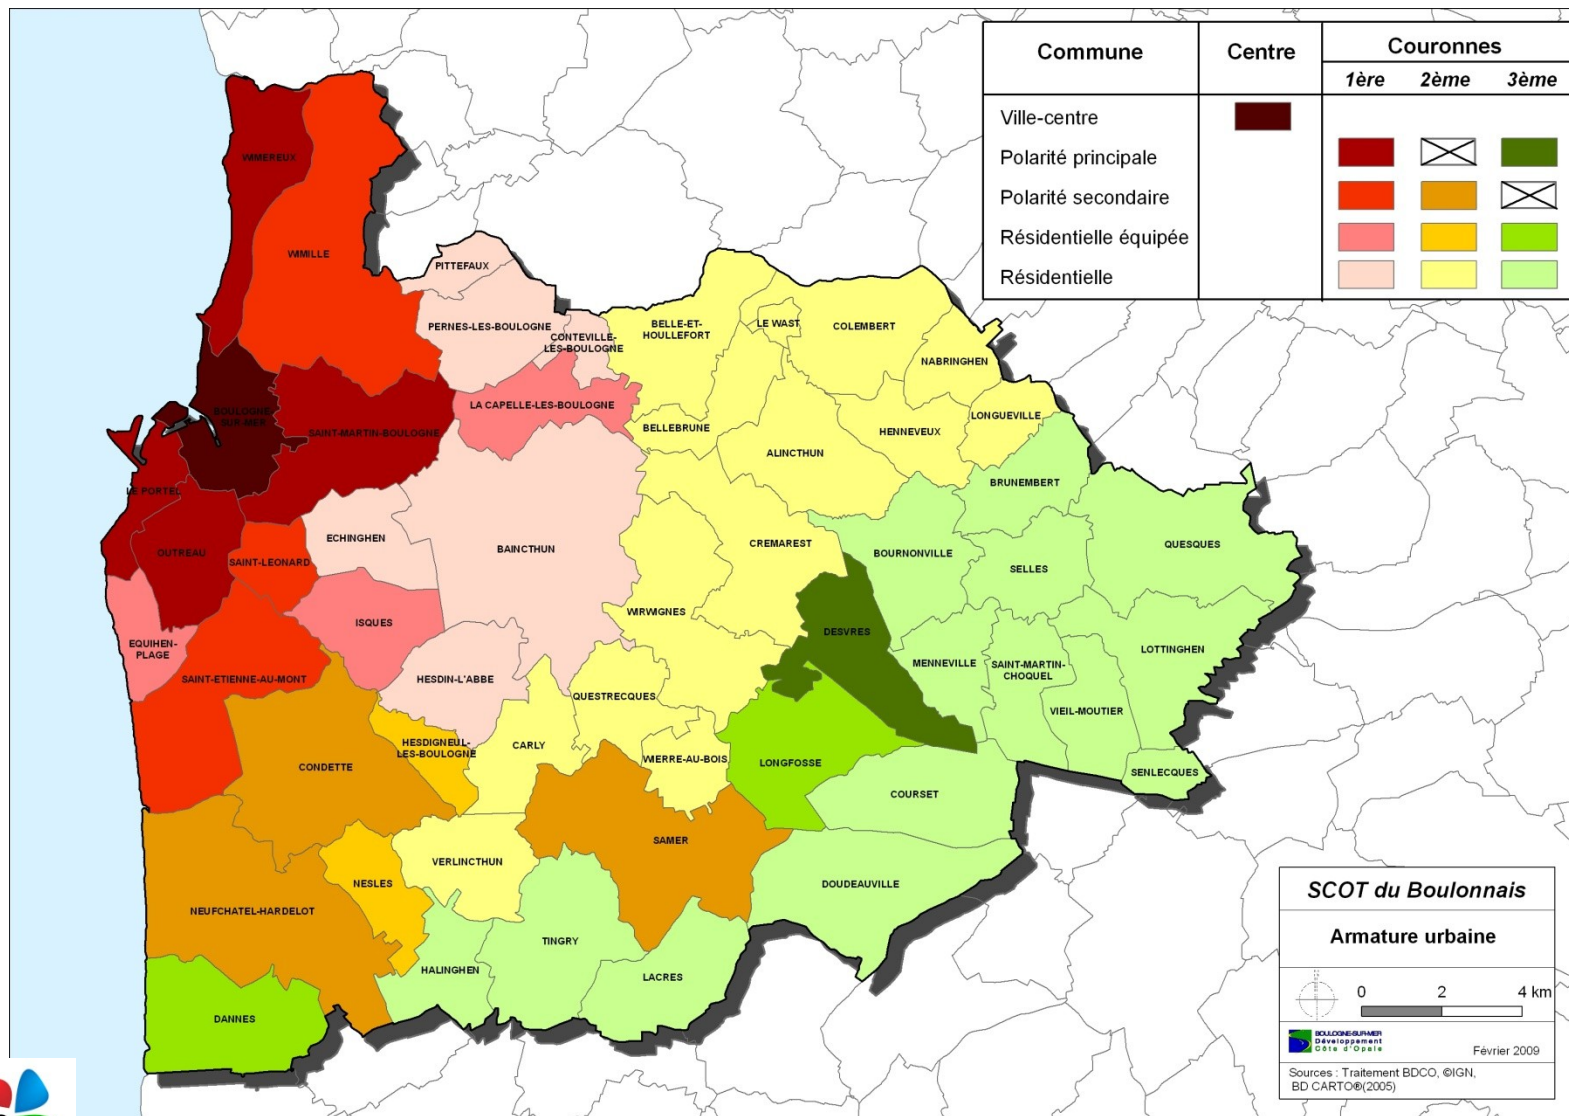 Commune
Centre
Couronnes
1ère
2ème
3ème
Ville-centre
Polarité principale
Polarité secondaire
Résidentielle équipée
Résidentielle
WIMEREUX
WIMILLE
PITTEFAUX
PERNES-LES-BOULOGNE
CONTEVILLE-
LES-BOULOGNE
BELLE-ET-
HOULLEFORT
LE WAST
COLEMBERT
NABRINGHEN
BOULOGNE-
SUR-MER
SAINT-MARTIN-BOULOGNE
LA CAPELLE-LES-BOULOGNE
BELLEBRUNE
ALINCTHUN
HENNEVEUX
LONGUEVILLE
LE PORTEL
OUTREAU
SAINT-LEONARD
ECHINGHEN
BAINCTHUN
CREMAREST
BOURNONVILLE
BRUNEMBERT
SELLES
QUESQUES
EQUIHEN-
PLAGE
ISQUES
WIRWIGNES
DESVRES
MENNEVILLE
SAINT-MARTIN-
CHOQUEL
LOTTINGHEN
SAINT-ETIENNE-AU-MONT
HESDIN-L'ABBE
QUESTRECQUES
VIEIL-MOUTIER
CONDETTE
HESDIGNEUL-
LES-BOULOGNE
CARLY
WIERRE-AU-BOIS
LONGFOSSE
COURSET
SENLECQUES
NEUFCHATEL-HARDELOT
NESLES
VERLINCTHUN
SAMER
DOUDEAUVILLE
DANNES
HALINGHEN
TINGRY
LACRES
SCOT du Boulonnais
Armature urbaine
0 2 4 km
BOULOGNE-SUR-MER
Développement
Côte d'Opale
Février 2009
Sources : Traitement BDCO, ©IGN,
BD CARTO®(2005)